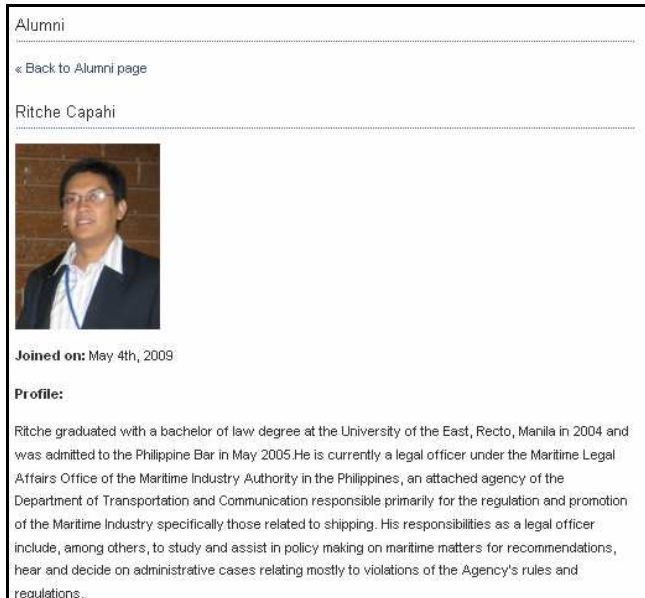 Alumni
« Back to Alumni page
Ritche Capahi
Joined on: May 4th, 2009
Profile:
Ritche graduated with a bachelor of law degree at the University of the East, Recto, Manila in 2004 and
was admitted to the Philippine Bar in May 2005.He is currently a legal officer under the Maritime Legal
Affairs Office of the Maritime Industry Authority in the Philippines, an attached agency of the
Department of Transportation and Communication responsible primarily for the regulation and promotion
of the Maritime Industry specifically those related to shipping. His responsibilities as a legal officer
include, among others, to study and assist in policy making on maritime matters for recommendations,
hear and decide on administrative cases relating mostly to violations of the Agency's rules and
regulations.